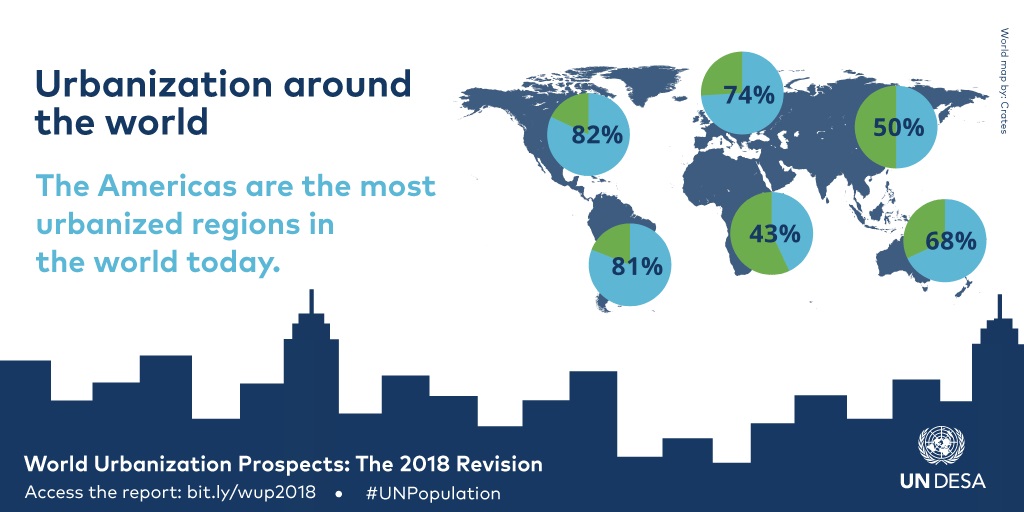 Urbanization around
the world
The Americas are the most
urbanized regions in
the world today.
82%
74%
50%
81%
43%
68%
World map by: Crates
World Urbanization Prospects: The 2018 Revision
Access the report: bit.ly/wup2018 • #UNPopulation
UN DESA